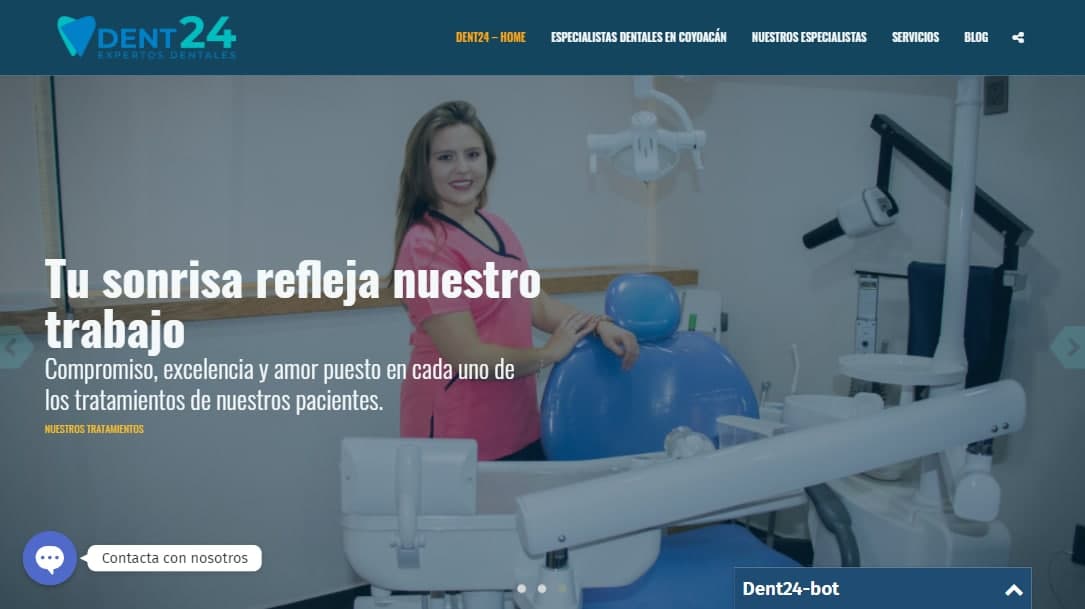 DENT24
EXPERTOS DENTALES
DENT24 – HOME
ESPECIALISTAS DENTALES EN COYOACÁN
NUESTROS ESPECIALISTAS
SERVICIOS
BLOG
Tu sonrisa refleja nuestro
trabajo
Compromiso, excelencia y amor puesto en cada uno de
los tratamientos de nuestros pacientes.
NUESTROS TRATAMIENTOS
Contacta con nosotros
Dent24-bot